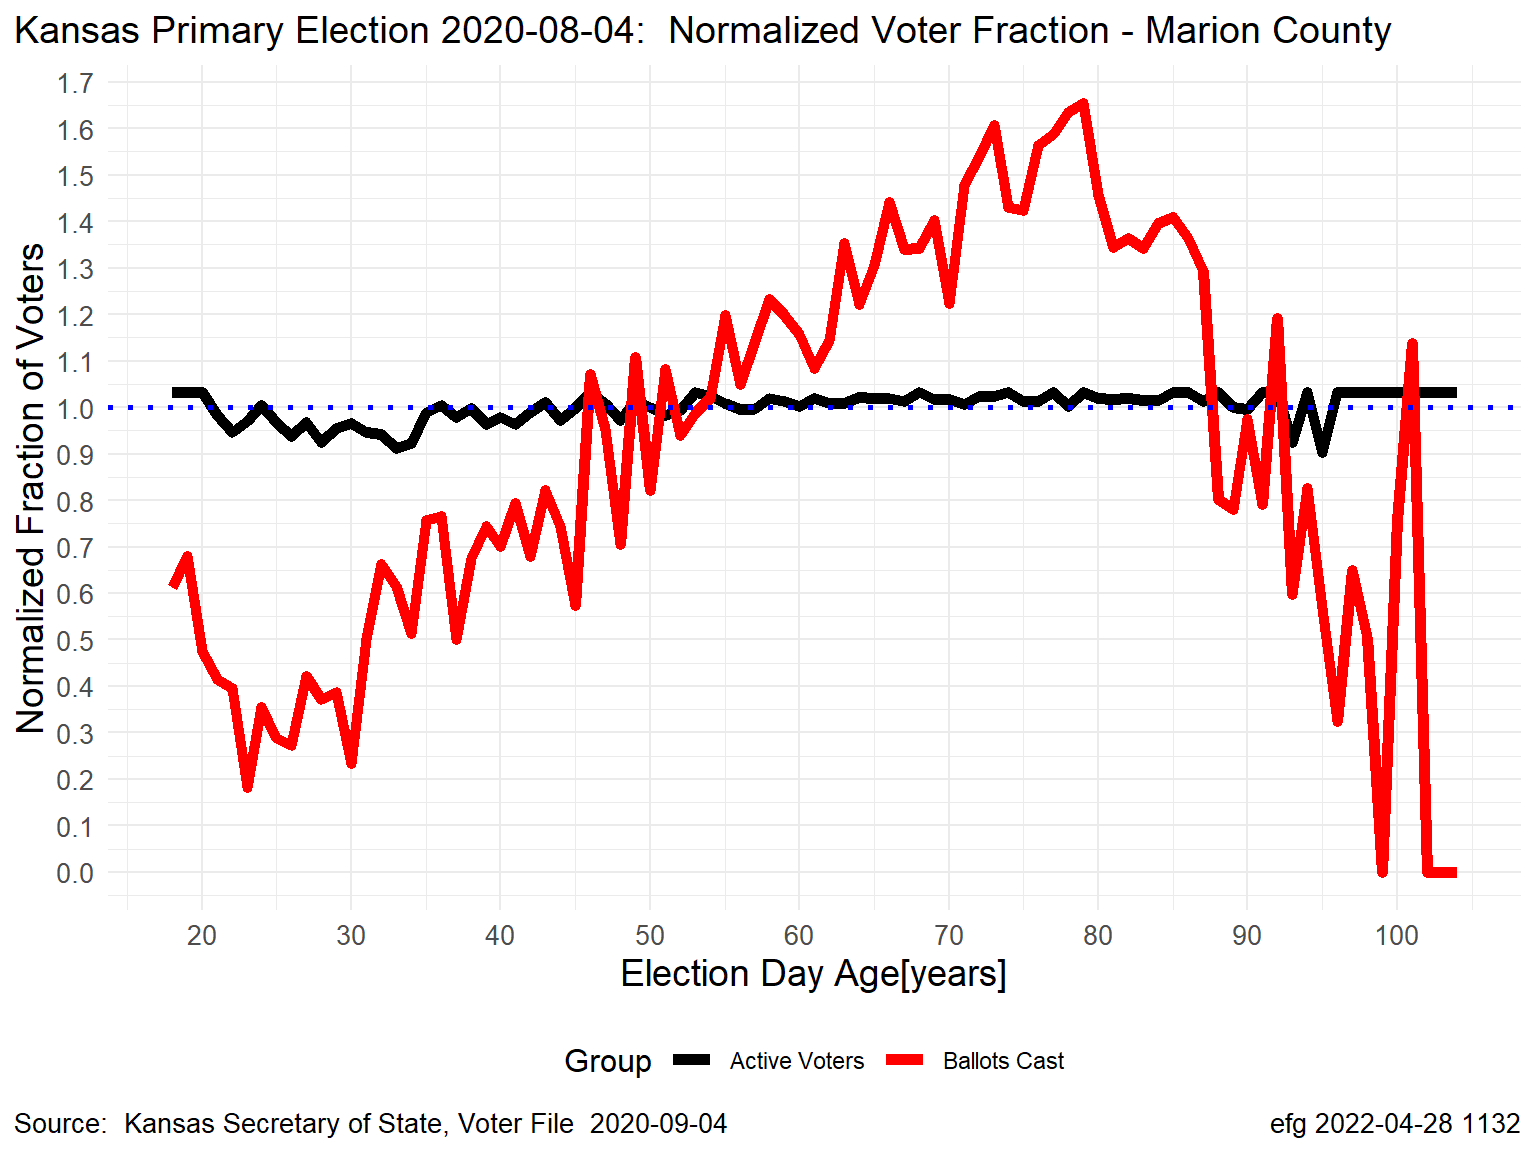 Kansas Primary Election 2020-08-04:  Normalized Voter Fraction - Marion County
Normalized Fraction of Voters
1.7
1.6
1.5
1.4
1.3
1.2
1.1
1.0
0.9
0.8
0.7
0.6
0.5
0.4
0.3
0.2
0.1
0.0
20 30 40 50 60 70 80 90 100
Election Day Age[years]
Group Active Voters Ballots Cast
Source:  Kansas Secretary of State, Voter File  2020-09-04
efg 2022-04-28 1132